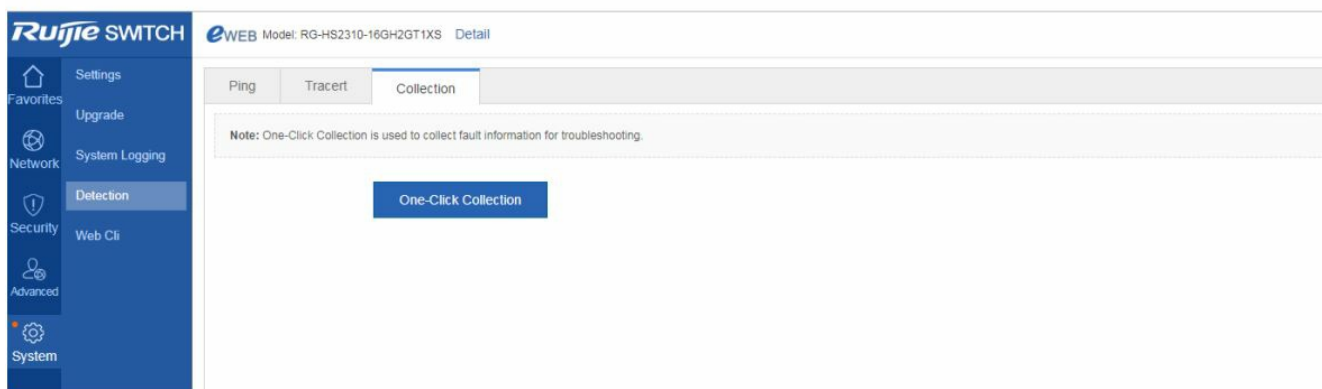 Ruijie SWITCH
eWEB Model: RG-HS2310-16GH2GT1XS Detail
Favorites
Network
Security
Advanced
System
Settings
Upgrade
System Logging
Detection
Web Cli
Ping Tracert Collection
Note: One-Click Collection is used to collect fault information for troubleshooting.
One-Click Collection